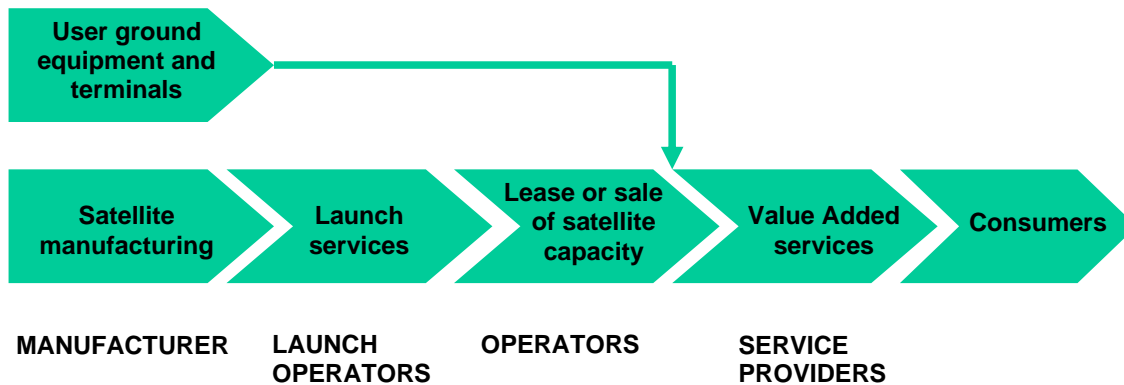 User ground
equipment and
terminals
Satellite
manufacturing
Launch
services
Lease or sale
of satellite
capacity
Value Added
services
Consumers
MANUFACTURER
LAUNCH
OPERATORS
OPERATORS
SERVICE
PROVIDERS